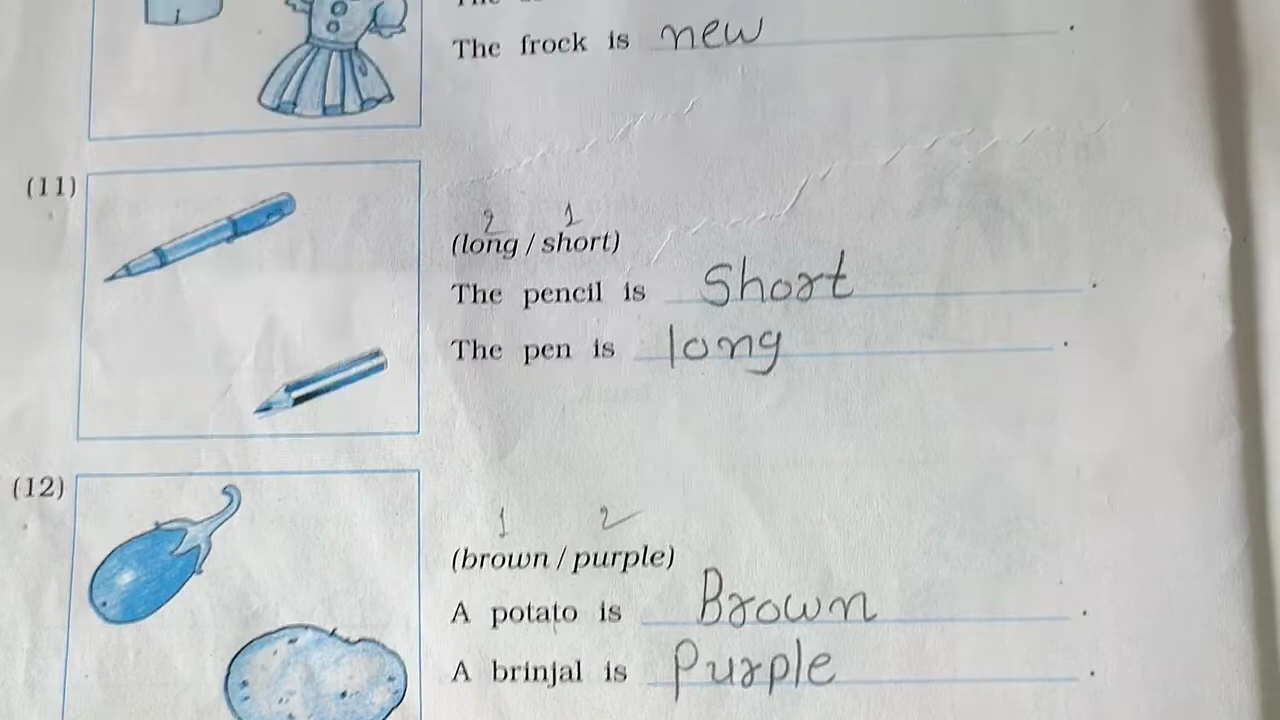 The frock is new.
(11)
2 1
(long / short)
The pencil is Short.
The pen is long.
(12)
1 2
(brown / purple)
A potato is Brown.
A brinjal is Purple.